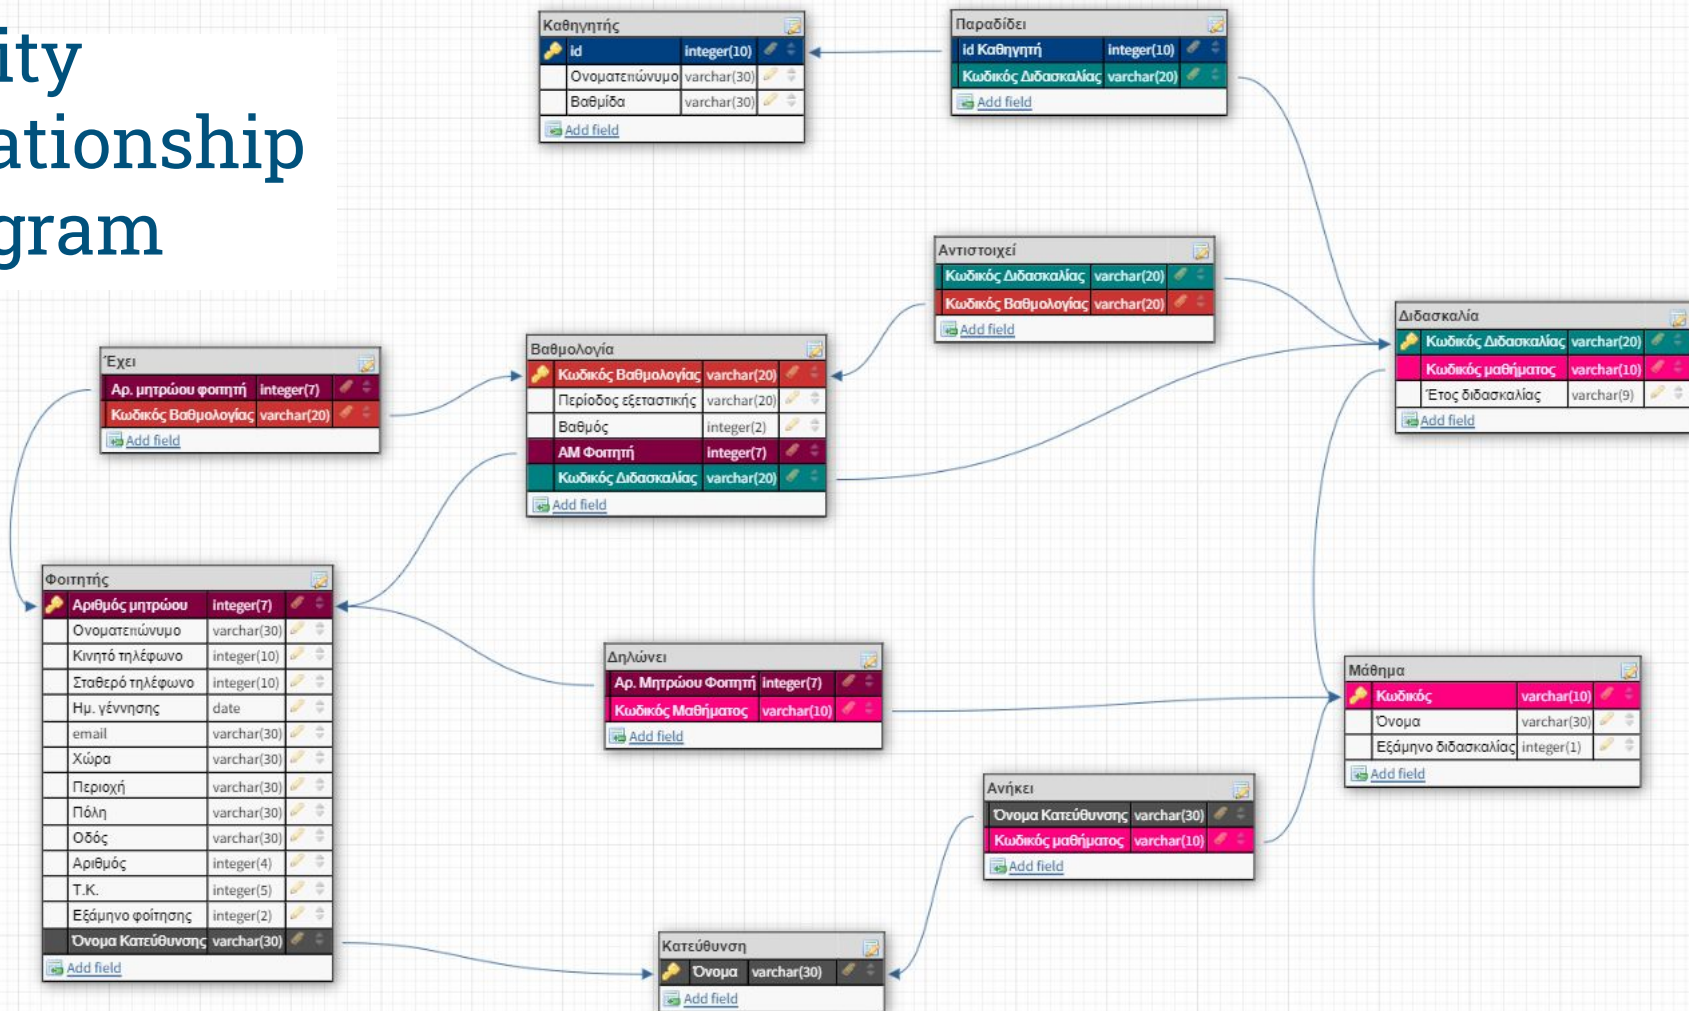 ity
ationship
gram
Καθηγητής
id integer(10)
Ονοματεπώνυμο varchar(30)
Βαθμίδα varchar(30)
Add field
Παραδίδει
id Καθηγητή integer(10)
Κωδικός Διδασκαλίας varchar(20)
Add field
Αντιστοιχεί
Κωδικός Διδασκαλίας varchar(20)
Κωδικός Βαθμολογίας varchar(20)
Add field
Διδασκαλία
Κωδικός Διδασκαλίας varchar(20)
Κωδικός μαθήματος varchar(10)
Έτος διδασκαλίας varchar(9)
Add field
Έχει
Αρ. μητρώου φοιτητή integer(7)
Κωδικός Βαθμολογίας varchar(20)
Add field
Βαθμολογία
Κωδικός Βαθμολογίας varchar(20)
Περίοδος εξεταστικής varchar(20)
Βαθμός integer(2)
ΑΜ Φοιτητή integer(7)
Κωδικός Διδασκαλίας varchar(20)
Add field
Φοιτητής
Αριθμός μητρώου integer(7)
Ονοματεπώνυμο varchar(30)
Κινητό τηλέφωνο integer(10)
Σταθερό τηλέφωνο integer(10)
Ημ. γέννησης date
email varchar(30)
Χώρα varchar(30)
Περιοχή varchar(30)
Πόλη varchar(30)
Οδός varchar(30)
Αριθμός integer(4)
Τ.Κ. integer(5)
Εξάμηνο φοίτησης integer(2)
Όνομα Κατεύθυνσης varchar(30)
Add field
Δηλώνει
Αρ. Μητρώου Φοιτητή integer(7)
Κωδικός Μαθήματος varchar(10)
Add field
Μάθημα
Κωδικός varchar(10)
Όνομα varchar(30)
Εξάμηνο διδασκαλίας integer(1)
Add field
Ανήκει
Όνομα Κατεύθυνσης varchar(30)
Κωδικός μαθήματος varchar(10)
Add field
Κατεύθυνση
Όνομα varchar(30)
Add field